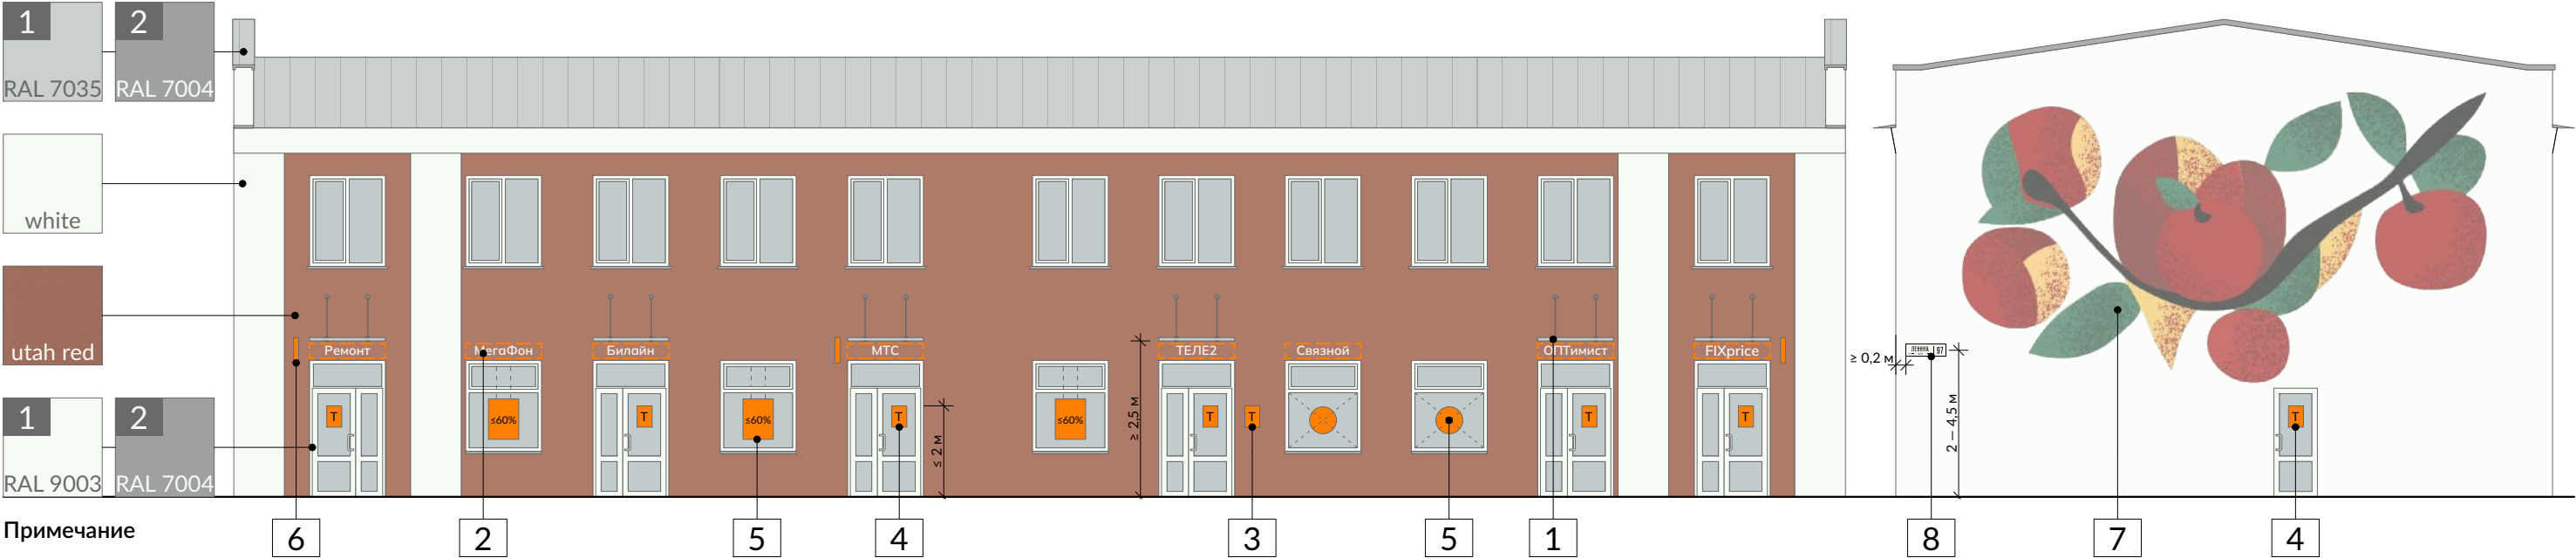 1
2
RAL 7035
RAL 7004
white
utah red
1
2
RAL 9003
RAL 7004
Ремонт
МегаФон
Билайн
МТС
ТЕЛЕ2
Связной
ОПТимист
FIXprice
Т
≤60%
Т
≤60%
Т
≤ 2 м
≤60%
≥ 2,5 м
Т
Т
Т
Т
≥ 0,2 м
ЛЕНИНА
97
2 – 4,5 м
Т
Примечание
6
2
5
4
3
5
1
8
7
4